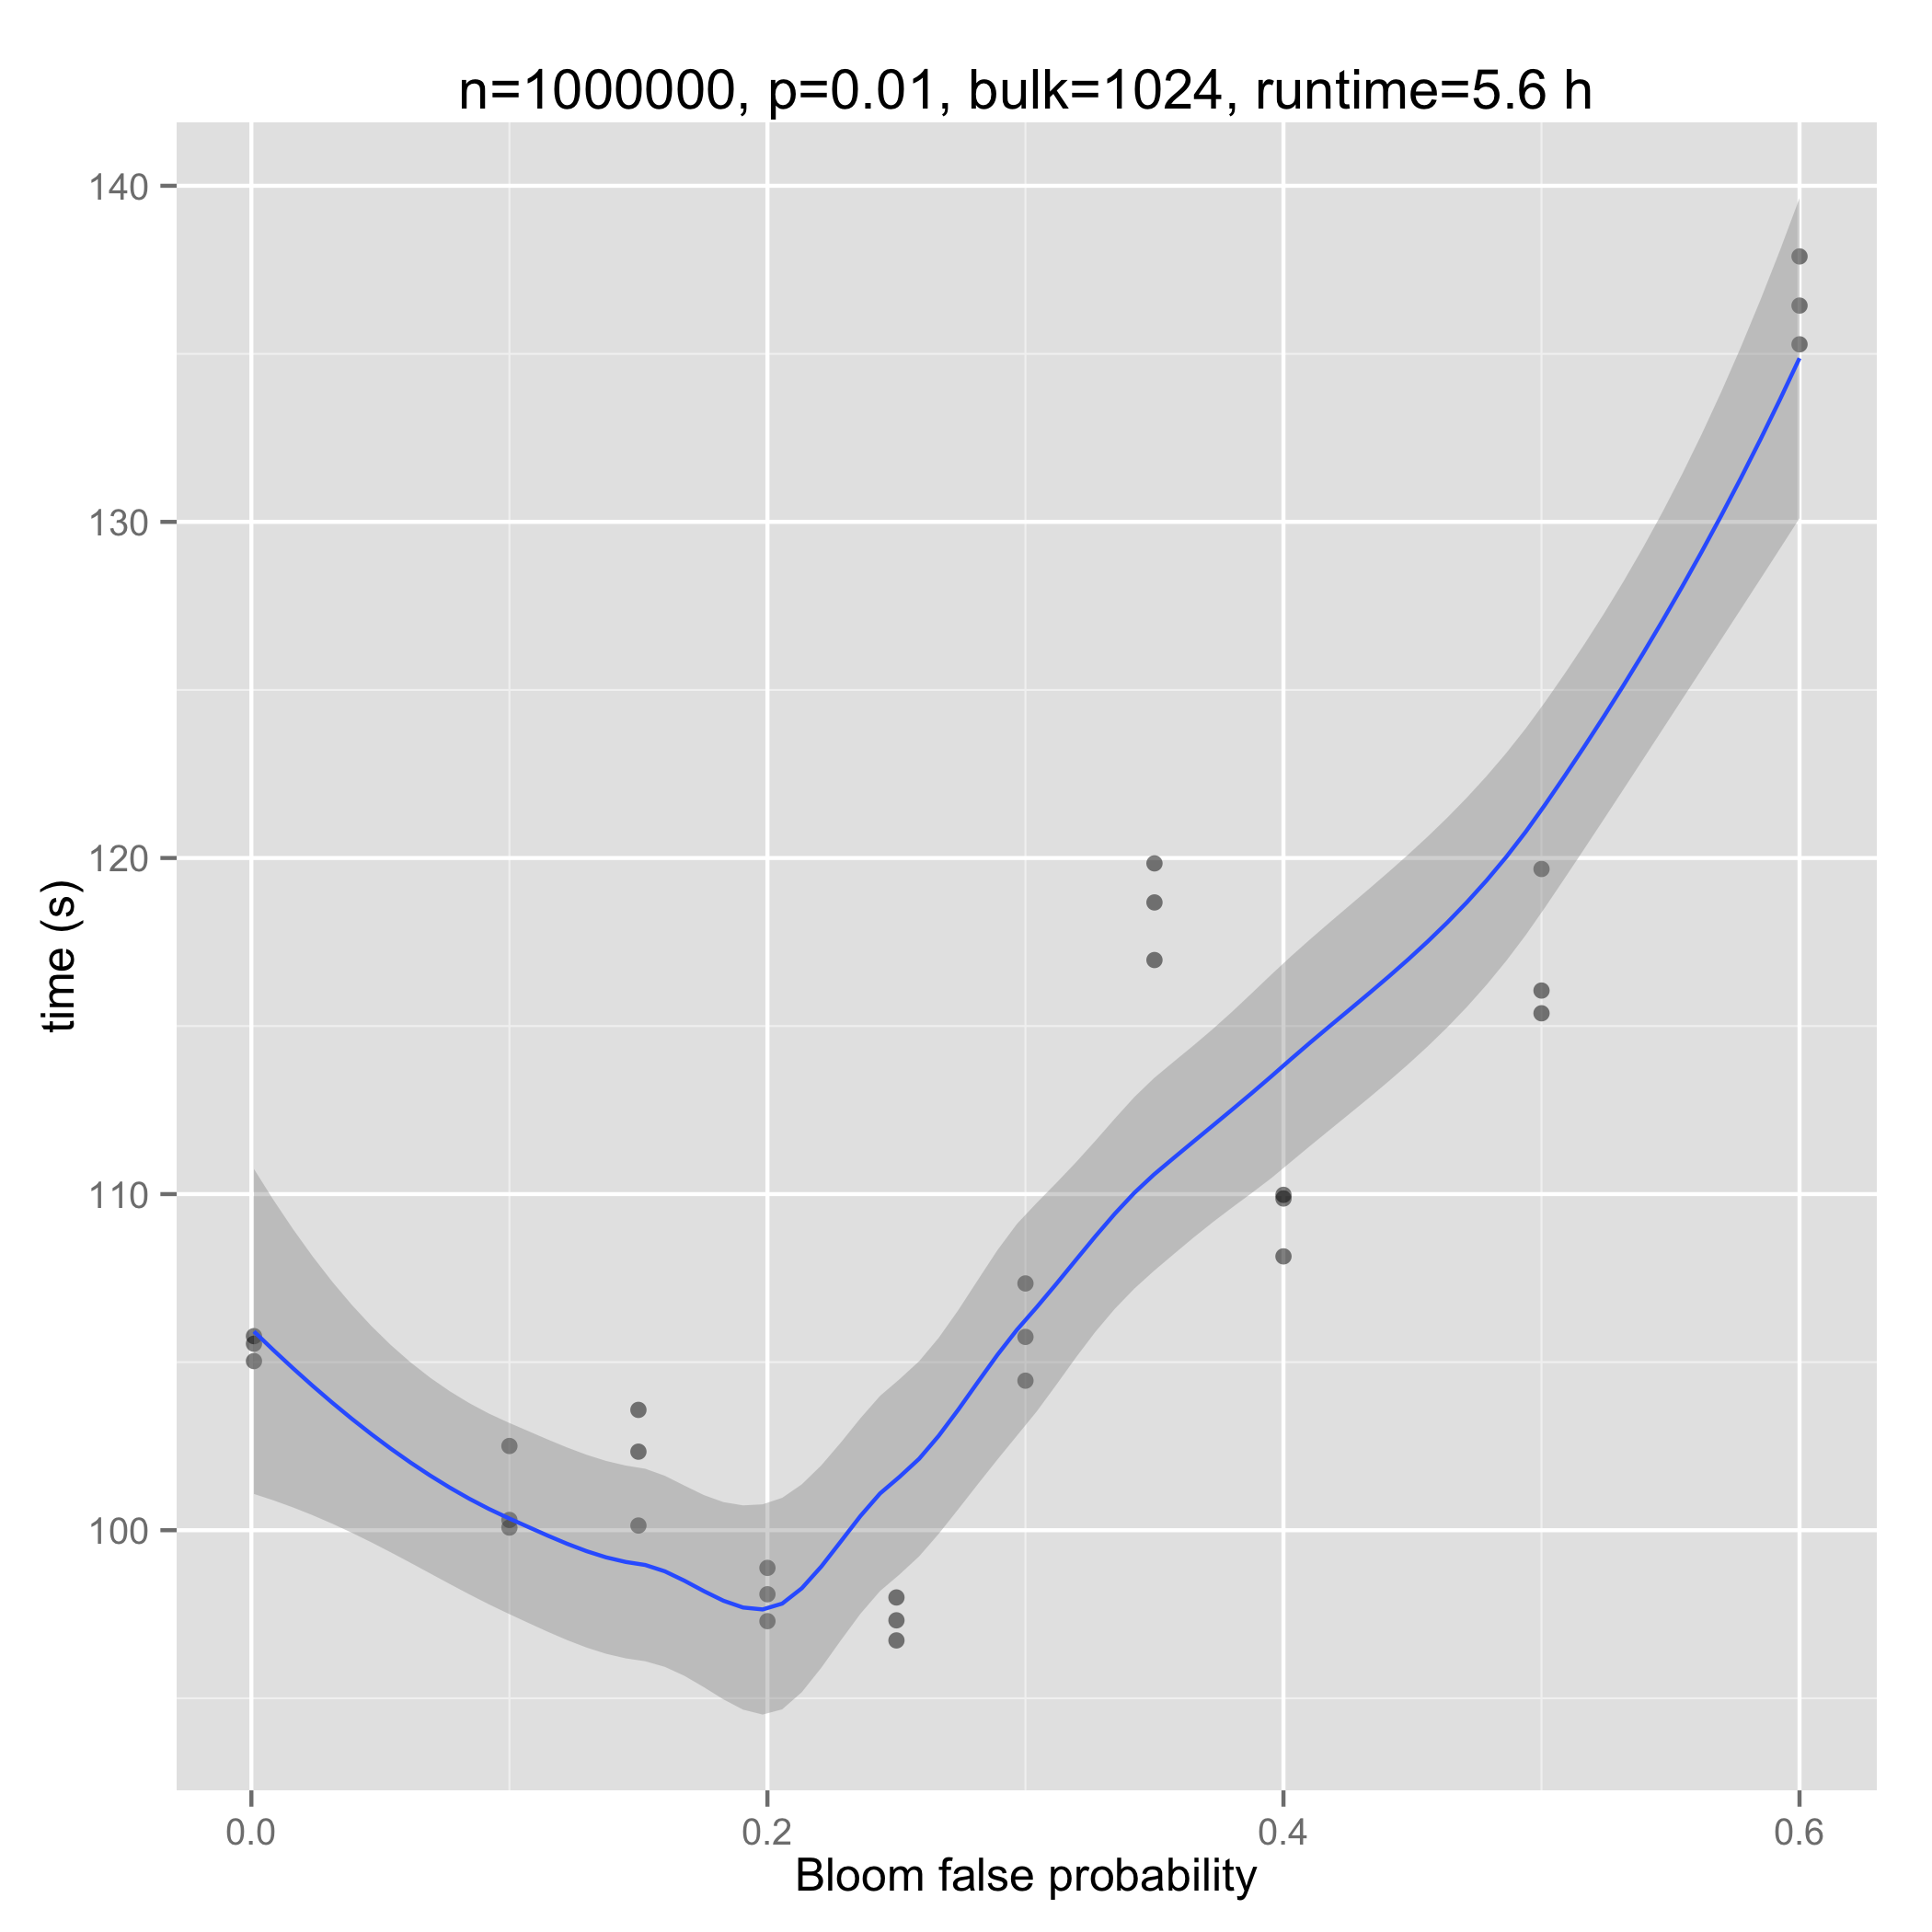 n=1000000, p=0.01, bulk=1024, runtime=5.6 h
140
130
120
110
100
time (s)
0.0 0.2 0.4 0.6
Bloom false probability